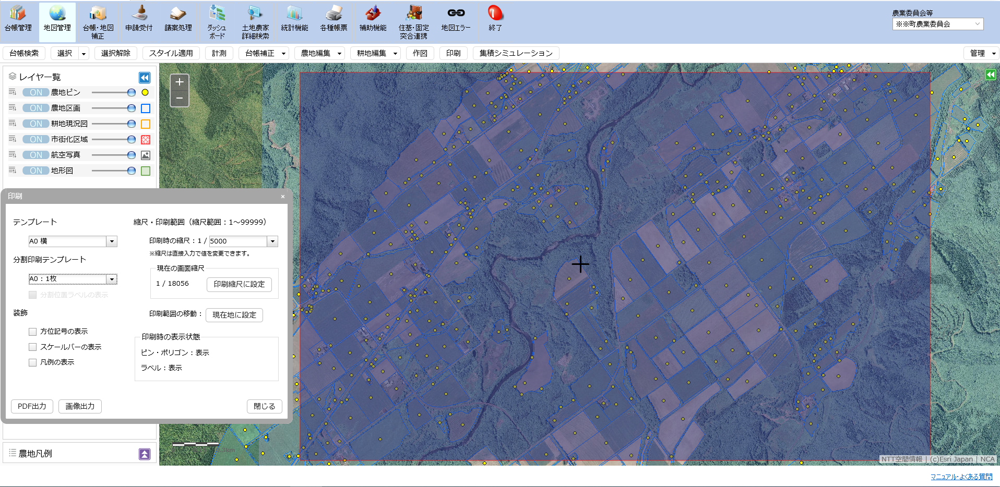 台帳管理
地図管理
台帳・地図
補正
申請受付
議案処理
ダッシュ
ボード
土地農家
詳細検索
統計機能
各種帳票
補助機能
住基・固定
突合連携
地図エラー
終了
農業委員会等
※※町農業委員会
台帳検索
選択
選択解除
スタイル適用
計測
台帳補正
農地編集
耕地編集
作図
印刷
集積シミュレーション
管理
レイヤ一覧
ON 農地ピン
ON 農地区画
ON 耕地現況図
ON 市街化区域
ON 航空写真
ON 地形図
+
−
印刷
×
テンプレート
A0 横
分割印刷テンプレート
A0：1枚
分割位置ラベルの表示
装飾
方位記号の表示
スケールバーの表示
凡例の表示
縮尺・印刷範囲（縮尺範囲：1～99999）
印刷時の縮尺：1 / 5000
※縮尺は直接入力で値を変更できます。
現在の画面縮尺
1 / 18056
印刷縮尺に設定
印刷範囲の移動：
現在地に設定
印刷時の表示状態
ピン・ポリゴン：表示
ラベル：表示
PDF出力
画像出力
閉じる
0.3km
農地凡例
NTT空間情報 | (c)Esri Japan | NCA
マニュアル・よくある質問